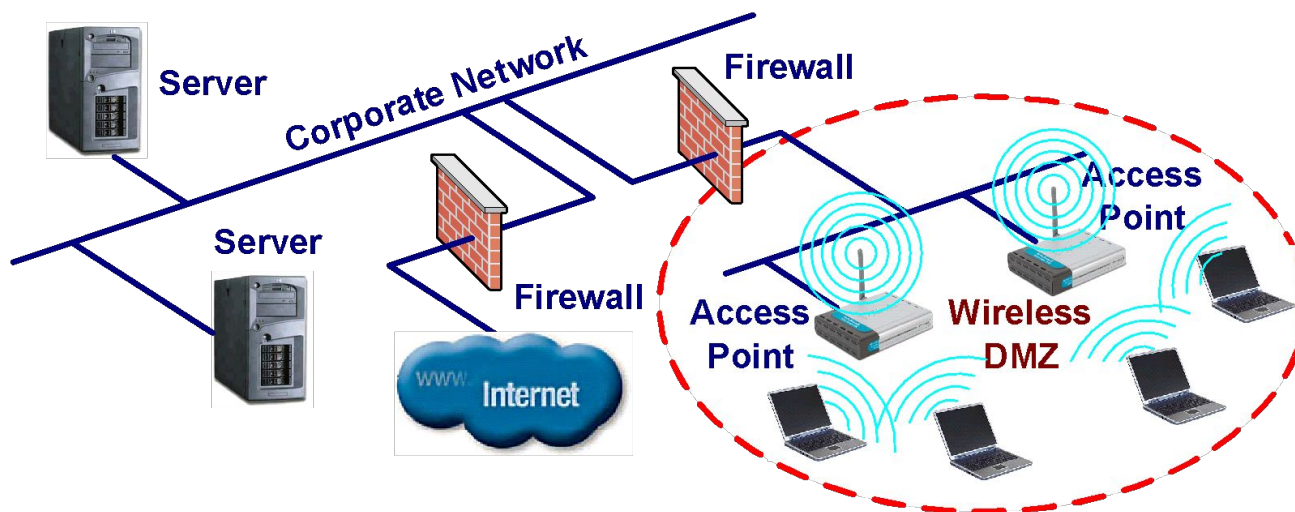 Server
Corporate Network
Firewall
Server
Firewall
Access
Point
Access
Point
Wireless
DMZ
www.
Internet